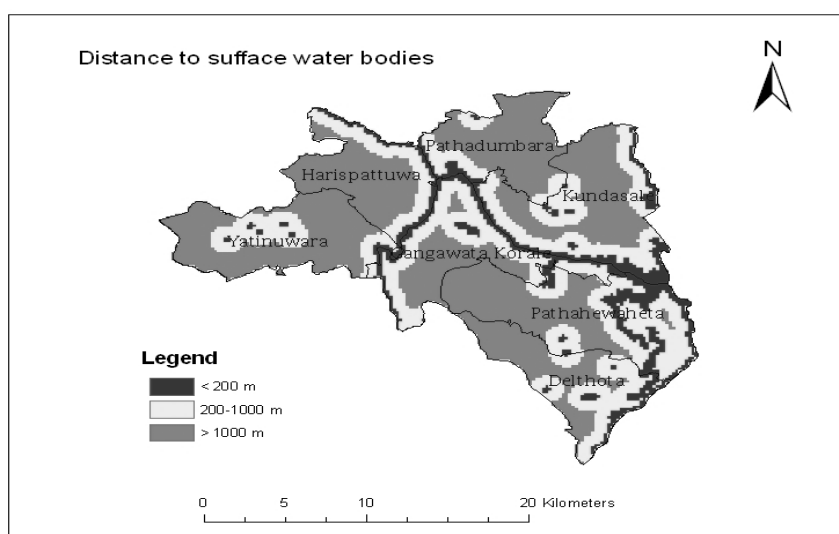 Distance to sufface water bodies
N
Pathadumbara
Harispattuwa
Kundasale
Yatinuwara
Gangawata Korale
Pathahewaheta
Delthota
Legend
< 200 m
200-1000 m
> 1000 m
0 5 10 20 Kilometers